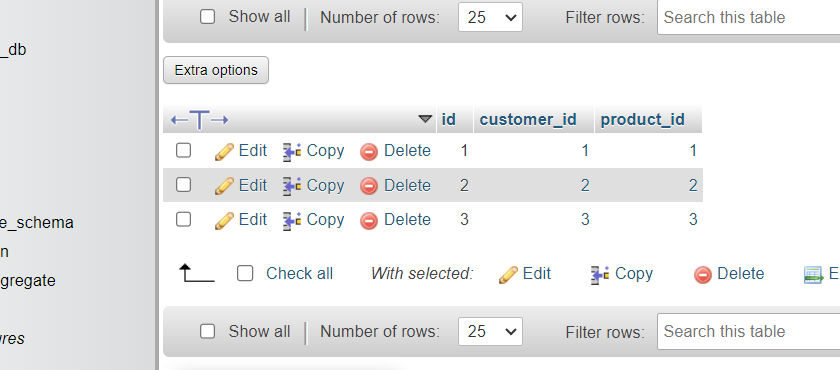 Show all Number of rows: 25 Filter rows: Search this table
_db
Extra options
id customer_id product_id
Edit Copy Delete 1 1 1
Edit Copy Delete 2 2 2
Edit Copy Delete 3 3 3
e_schema
n
gregate
Check all With selected: Edit Copy Delete E
res
Show all Number of rows: 25 Filter rows: Search this table